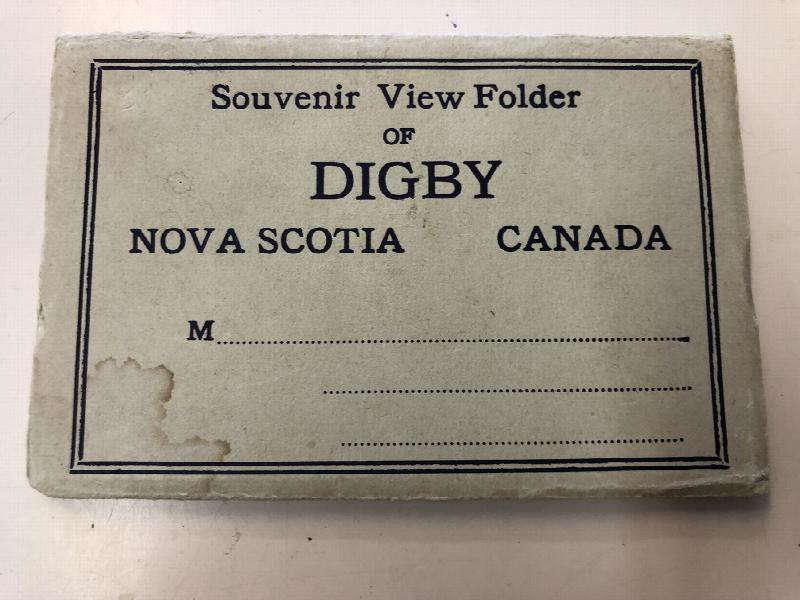 Souvenir View Folder
OF
DIGBY
NOVA SCOTIA CANADA
M